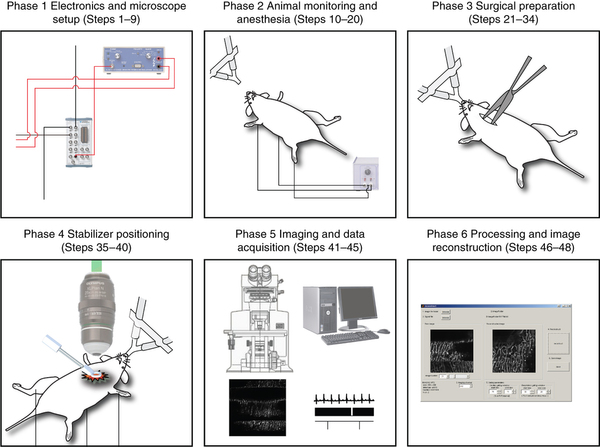 Phase 1 Electronics and microscope
setup (Steps 1–9)
Phase 2 Animal monitoring and
anesthesia (Steps 10–20)
Phase 3 Surgical preparation
(Steps 21–34)
Phase 4 Stabilizer positioning
(Steps 35–40)
Phase 5 Imaging and data
acquisition (Steps 41–45)
Phase 6 Processing and image
reconstruction (Steps 46–48)